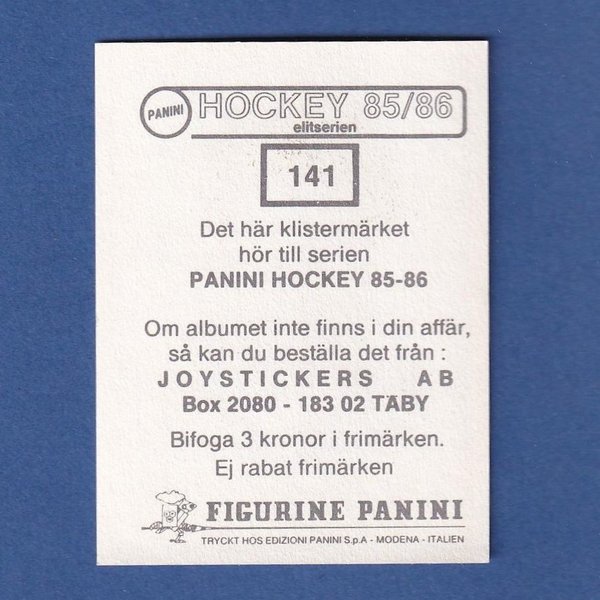 PANINI HOCKEY 85/86
elitserien
141
Det här klistermärket
hör till serien
PANINI HOCKEY 85-86
Om albumet inte finns i din affär,
så kan du beställa det från :
JOYSTICKERS AB
Box 2080 - 183 02 TÄBY
Bifoga 3 kronor i frimärken.
Ej rabat frimärken
FIGURINE PANINI
TRYCKT HOS EDIZIONI PANINI S.p.A - MODENA - ITALIEN